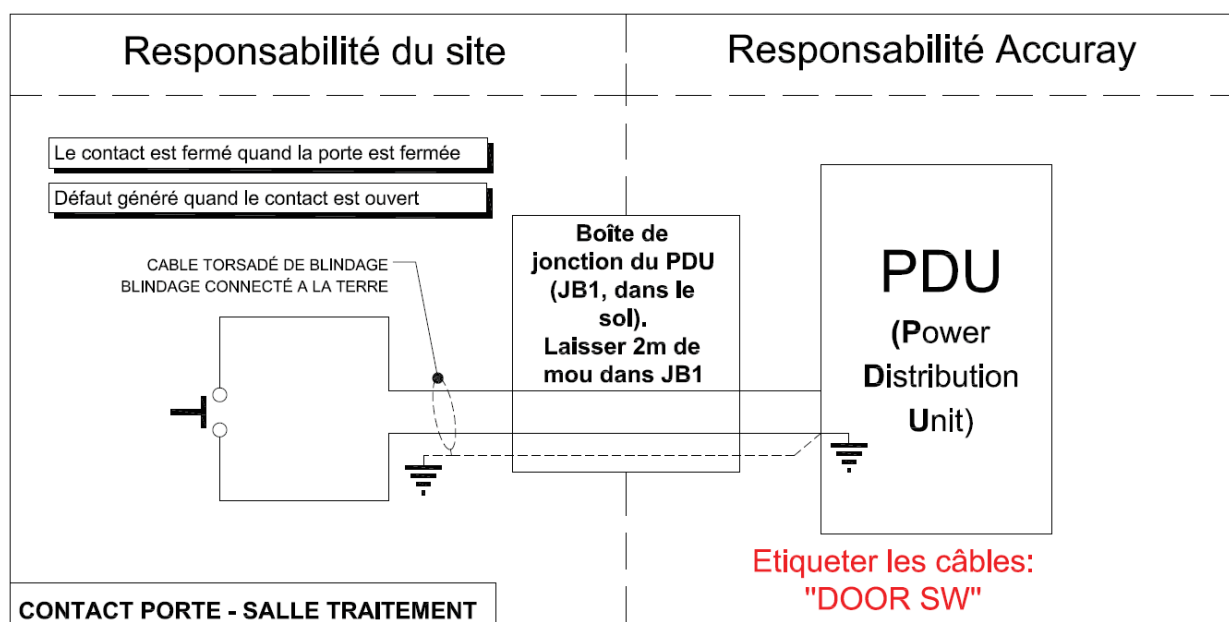 Responsabilité du site
Responsabilité Accuray
Le contact est fermé quand la porte est fermée
Défaut généré quand le contact est ouvert
CABLE TORSADÉ DE BLINDAGE
BLINDAGE CONNECTÉ A LA TERRE
Boîte de
jonction du PDU
(JB1, dans le
sol).
Laisser 2m de
mou dans JB1
PDU
(Power
Distribution
Unit)
Etiqueter les câbles:
"DOOR SW"
CONTACT PORTE - SALLE TRAITEMENT